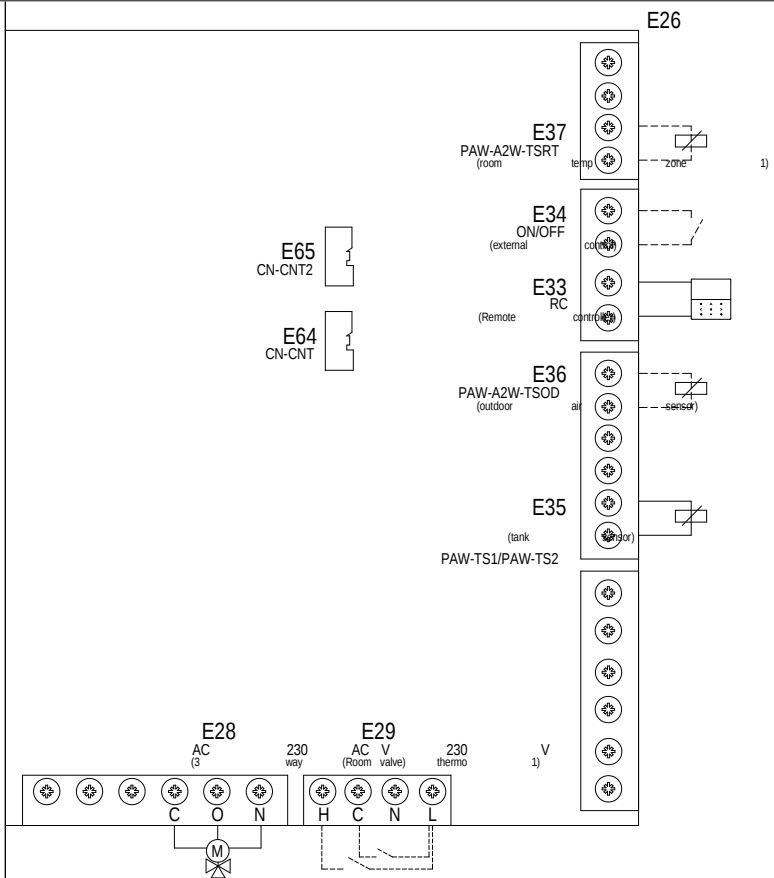 E26
E37
PAW-A2W-TSRT
(room temp zone 1)
E34
ON/OFF
(external control)
E65
CN-CNT2
E33
RC
(Remote controller)
E64
CN-CNT
E36
PAW-A2W-TSOD
(outdoor air sensor)
E35
(tank sensor)
PAW-TS1/PAW-TS2
E28 E29
AC 230 V AC 230 V
(3 way valve) (Room thermo 1)
C O N H C N L
M